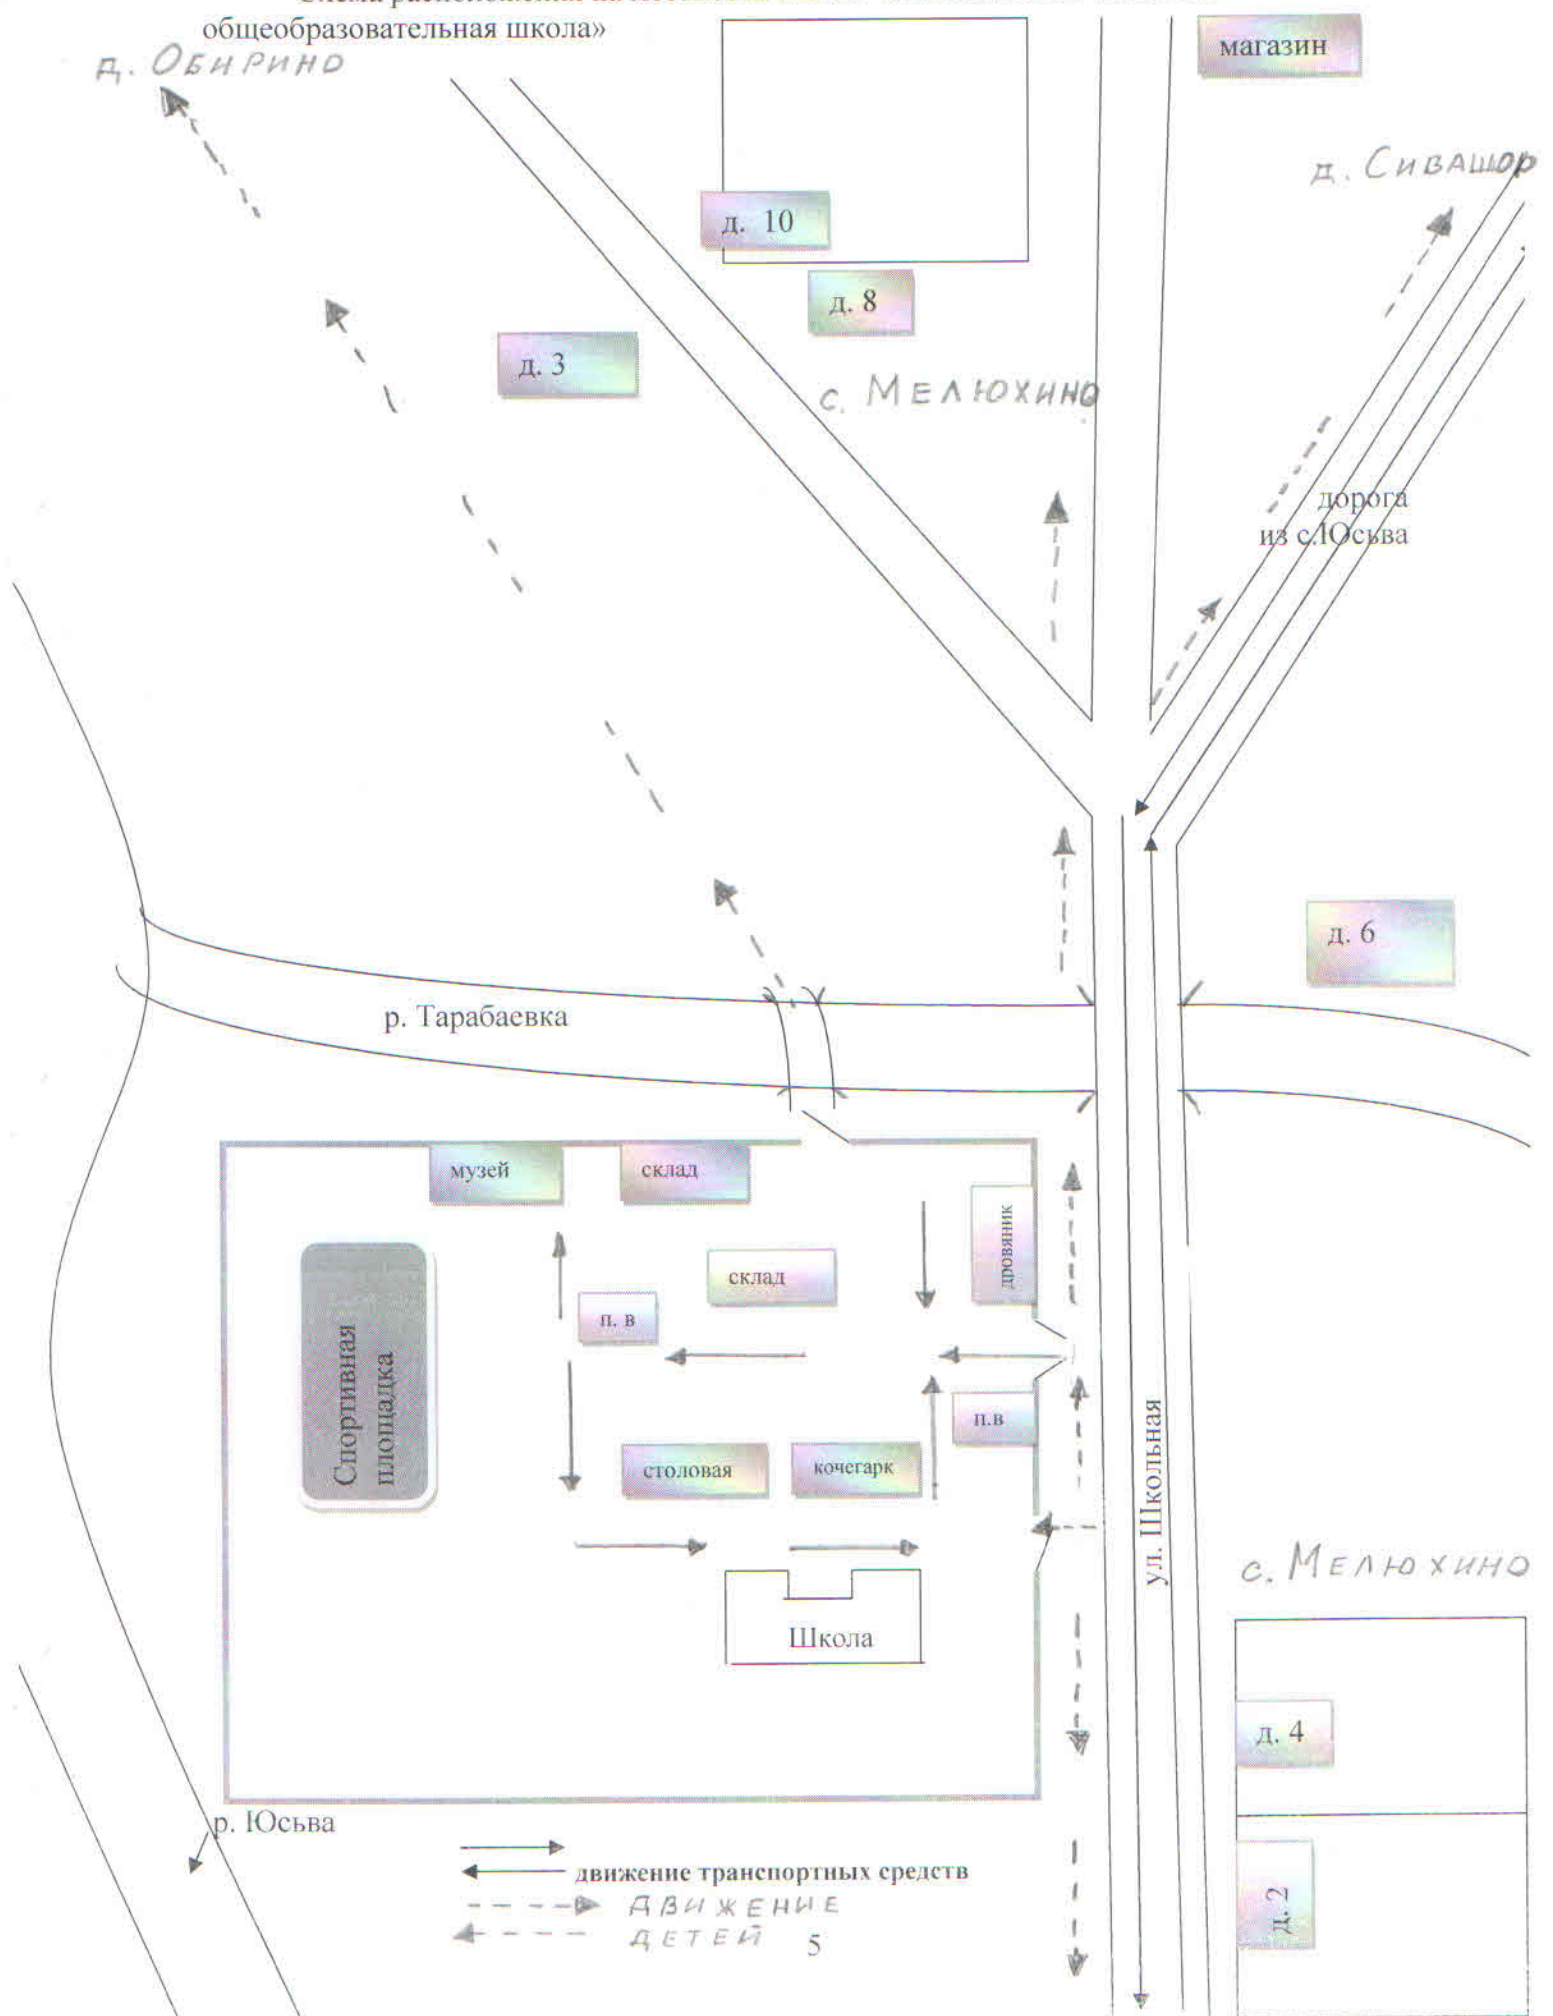 общеобразовательная школа»
д. ОБИРИНО
магазин
д. СИВАШОР
д. 10
д. 8
д. 3
с. МЕЛЮХИНО
дорога
из с.Юсьва
д. 6
р. Тарабаевка
музей
склад
дровяник
склад
п. в
Спортивная
площадка
п.в
столовая
кочегарк
ул. Школьная
с. МЕЛЮХИНО
Школа
д. 4
р. Юсьва
движение транспортных средств
ДВИЖЕНИЕ
ДЕТЕЙ
д. 2
5